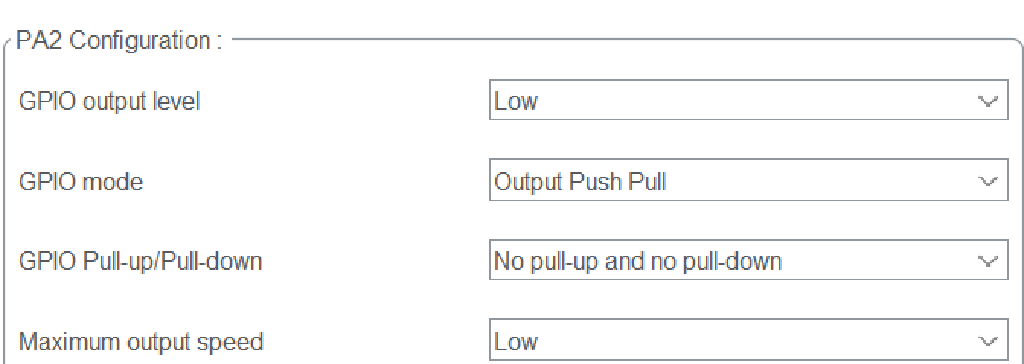 PA2 Configuration :
GPIO output level Low
GPIO mode Output Push Pull
GPIO Pull-up/Pull-down No pull-up and no pull-down
Maximum output speed Low